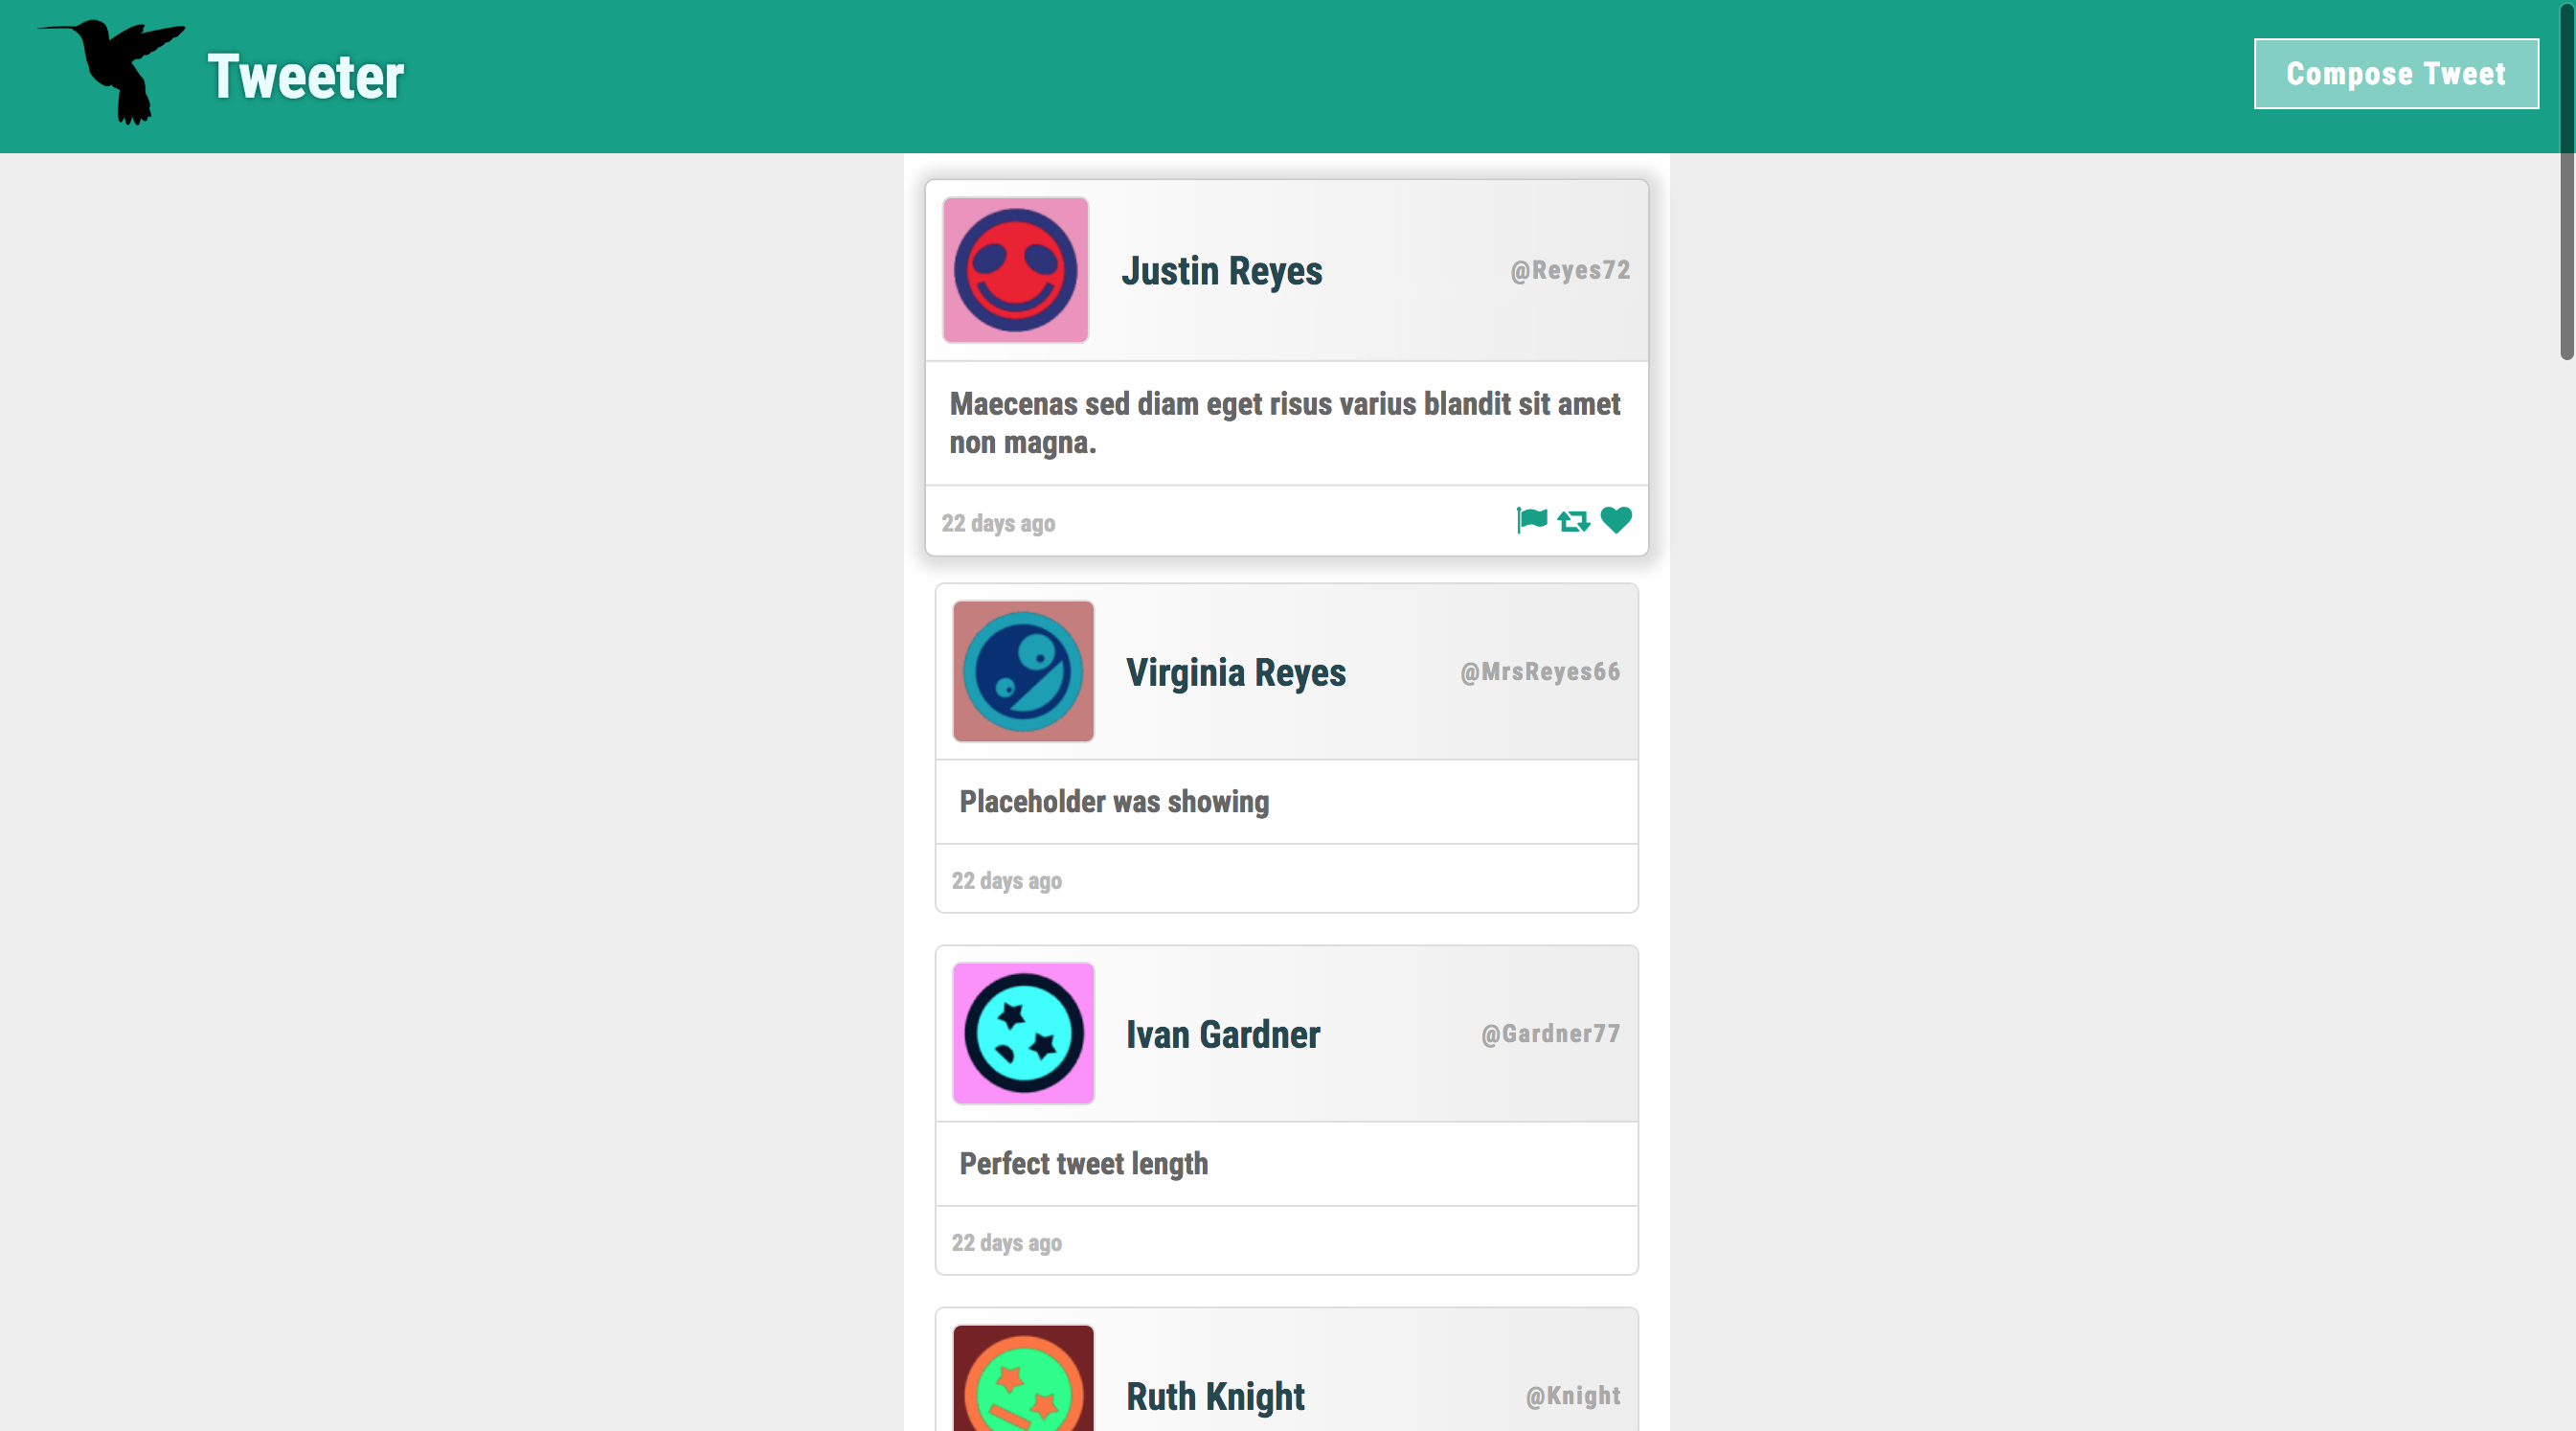 Tweeter
Compose Tweet
Justin Reyes
@Reyes72
Maecenas sed diam eget risus varius blandit sit amet
non magna.
22 days ago
Virginia Reyes
@MrsReyes66
Placeholder was showing
22 days ago
Ivan Gardner
@Gardner77
Perfect tweet length
22 days ago
Ruth Knight
@Knight